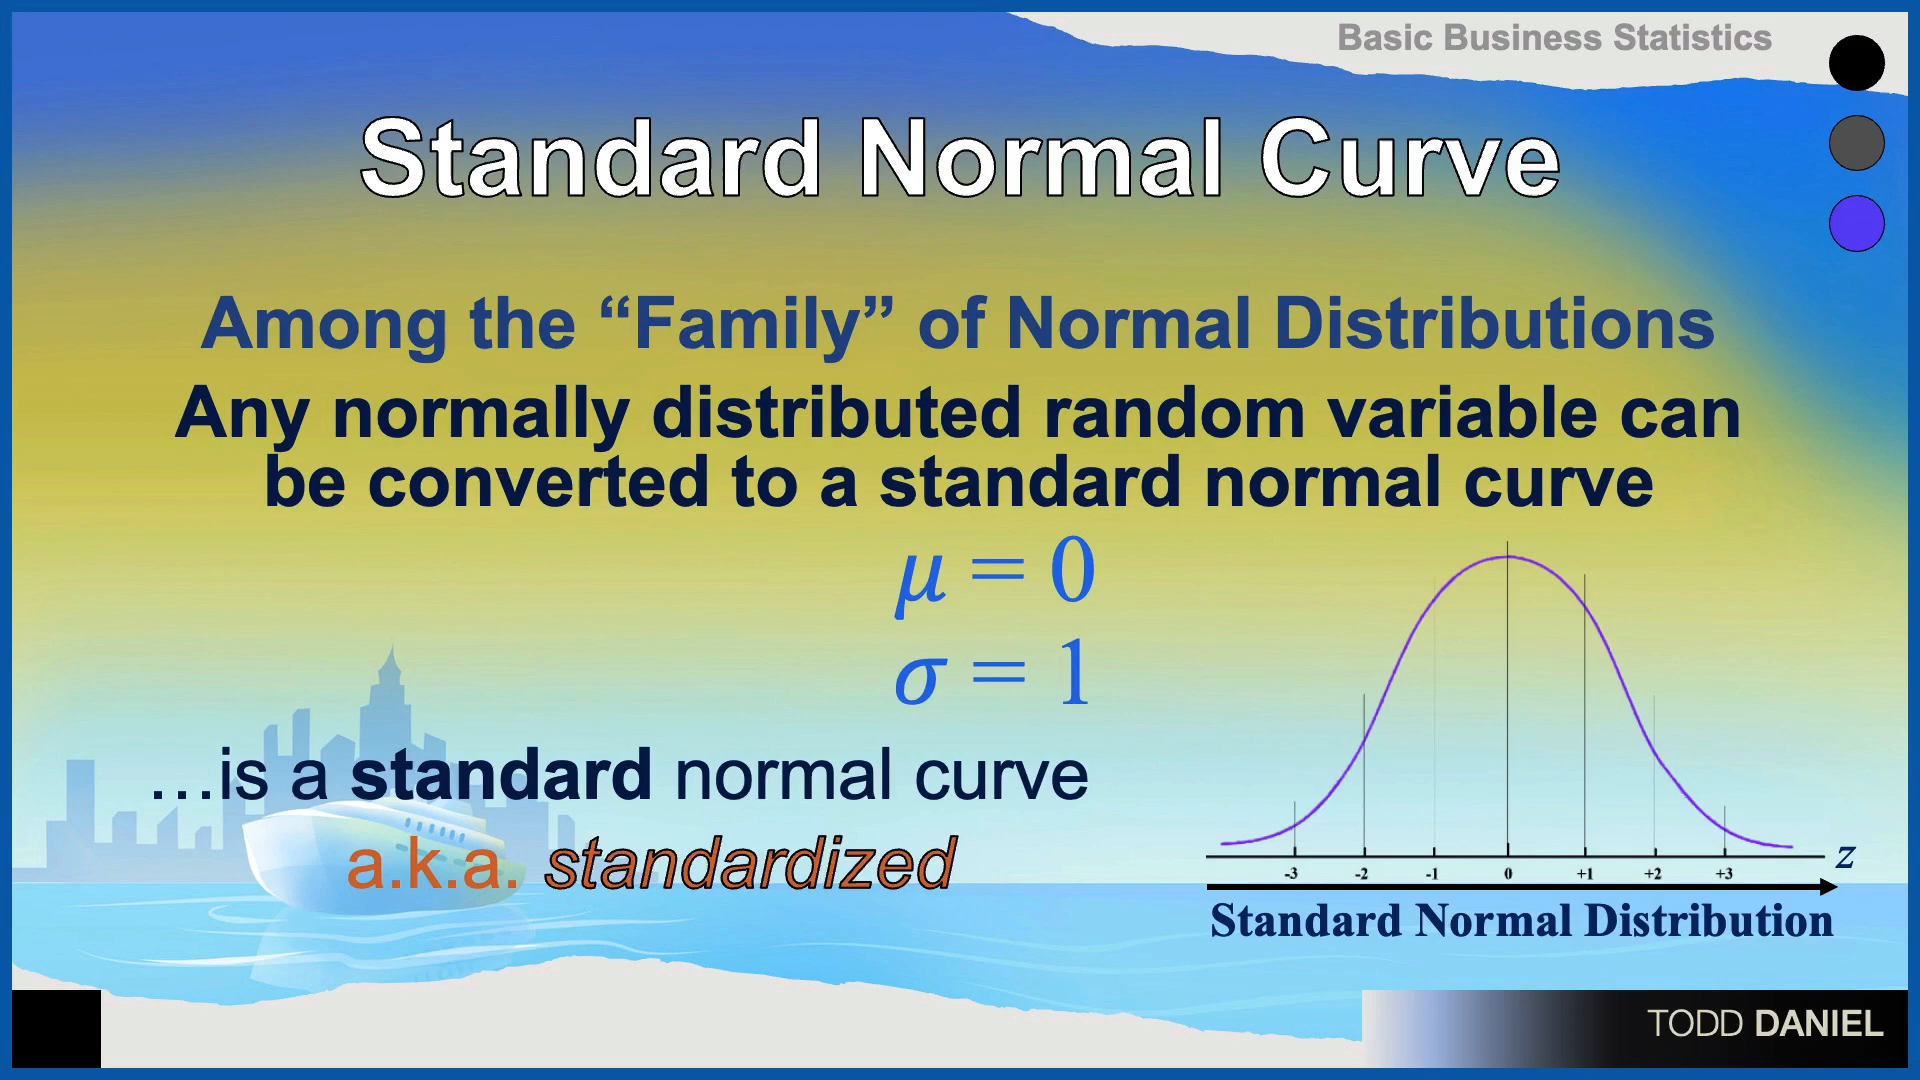 Basic Business Statistics
Standard Normal Curve
Among the “Family” of Normal Distributions
Any normally distributed random variable can
be converted to a standard normal curve
μ = 0
σ = 1
…is a standard normal curve
a.k.a. standardized
z
-3 -2 -1 0 +1 +2 +3
Standard Normal Distribution
TODD DANIEL